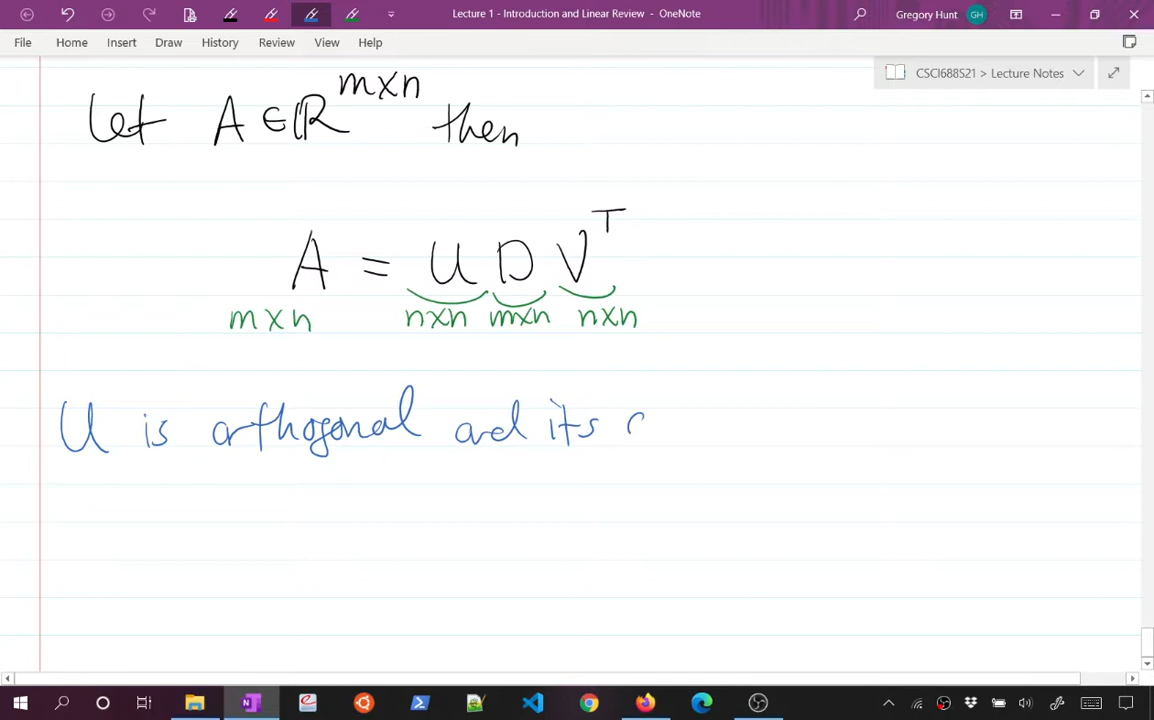 Lecture 1 - Introduction and Linear Review - OneNote
Gregory Hunt GH
File Home Insert Draw History Review View Help
CSCI688S21 > Lecture Notes
Let A ∈ ℝ^{m×n} then
A = U D V^T
m×n n×n m×n n×n
U is orthogonal and its c